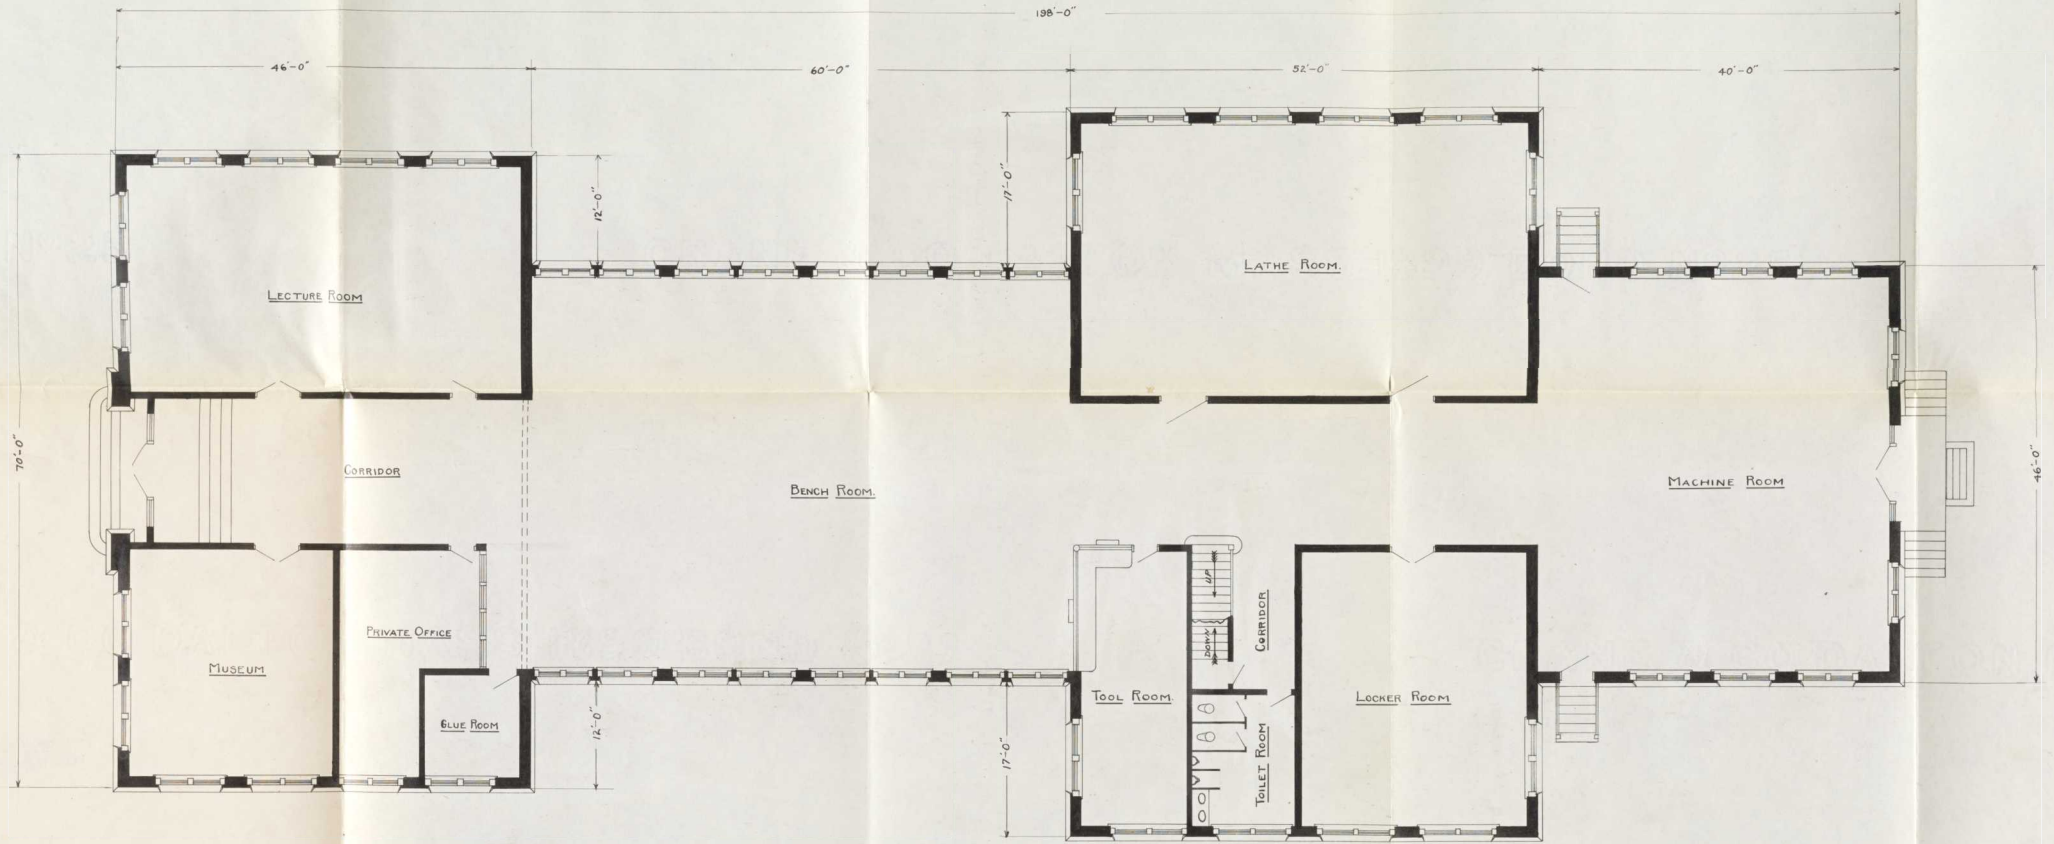 198'-0"
46'-0"
60'-0"
52'-0"
40'-0"
12'-0"
17'-0"
LECTURE ROOM
LATHE ROOM.
70'-0"
CORRIDOR
BENCH ROOM.
MACHINE ROOM
46'-0"
UP
DOWN
CORRIDOR
PRIVATE OFFICE
MUSEUM
GLUE ROOM
12'-0"
17'-0"
TOOL ROOM.
TOILET ROOM
LOCKER ROOM